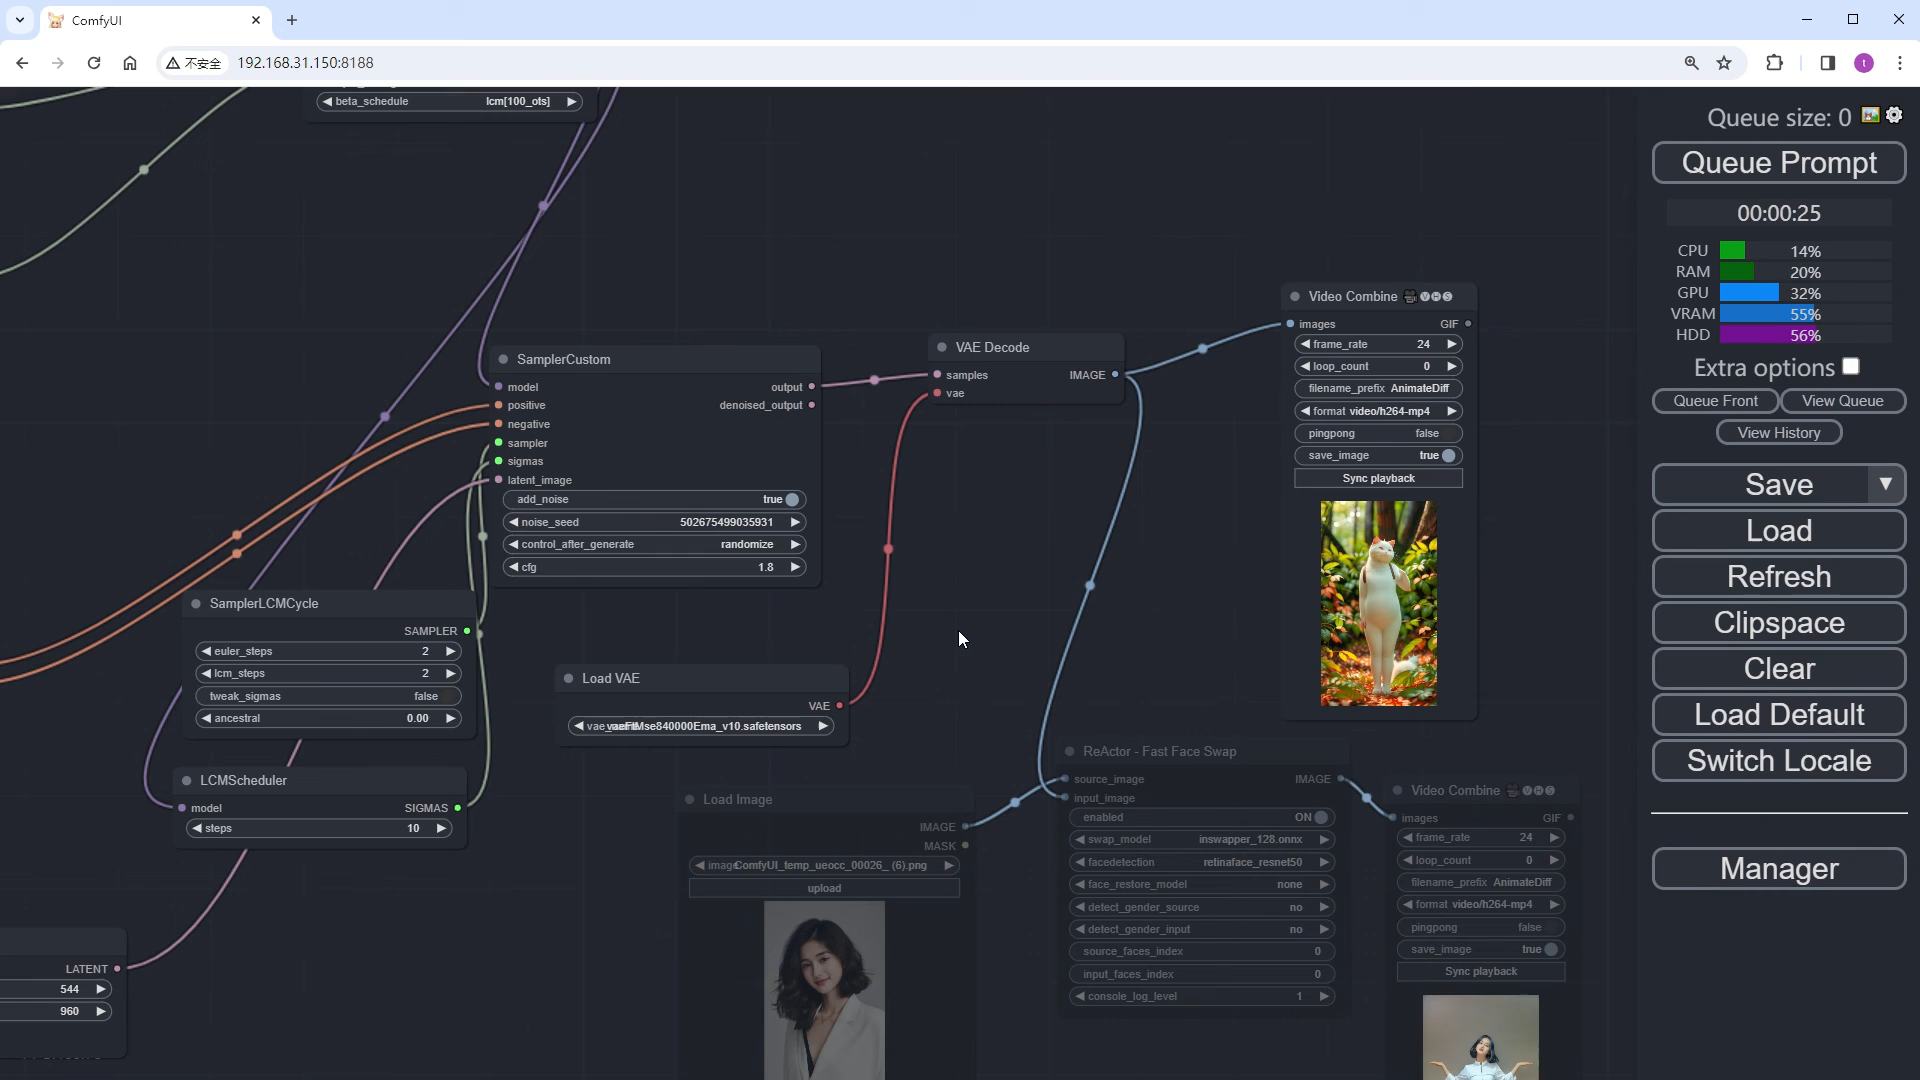 ComfyUI
不安全
192.168.31.150:8188
beta_schedule lcm[100_ots]
SamplerCustom
model output
positive denoised_output
negative
sampler
sigmas
latent_image
add_noise true
noise_seed 502675499035931
control_after_generate randomize
cfg 1.8
SamplerLCMCycle
SAMPLER
euler_steps 2
lcm_steps 2
tweak_sigmas false
ancestral 0.00
LCMScheduler
model SIGMAS
steps 10
LATENT
544
960
VAE Decode
samples IMAGE
vae
Load VAE
VAE
Mse840000Ema_v10.safetensors
Video Combine VHS
images GIF
frame_rate 24
loop_count 0
filename_prefix AnimateDiff
format video/h264-mp4
pingpong false
save_image true
Sync playback
Load Image
IMAGE
MASK
image ComfyUI_temp_ueocc_00026_ (6).png
upload
ReActor - Fast Face Swap
source_image IMAGE
input_image
enabled ON
swap_model inswapper_128.onnx
facedetection retinaface_resnet50
face_restore_model none
detect_gender_source no
detect_gender_input no
source_faces_index 0
input_faces_index 0
console_log_level 1
Video Combine VHS
images GIF
frame_rate 24
loop_count 0
filename_prefix AnimateDiff
format video/h264-mp4
pingpong false
save_image true
Sync playback
Queue size: 0
Queue Prompt
00:00:25
CPU 14%
RAM 20%
GPU 32%
VRAM 55%
HDD 56%
Extra options
Queue Front View Queue
View History
Save
Load
Refresh
Clipspace
Clear
Load Default
Switch Locale
Manager
t